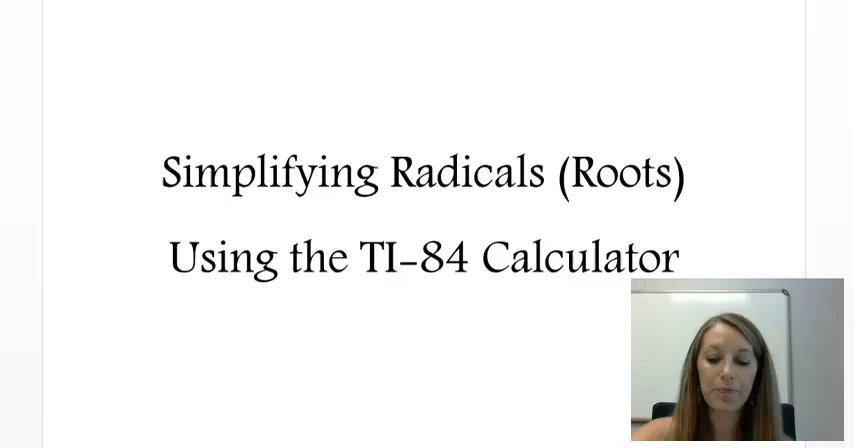 Simplifying Radicals (Roots)
Using the TI-84 Calculator